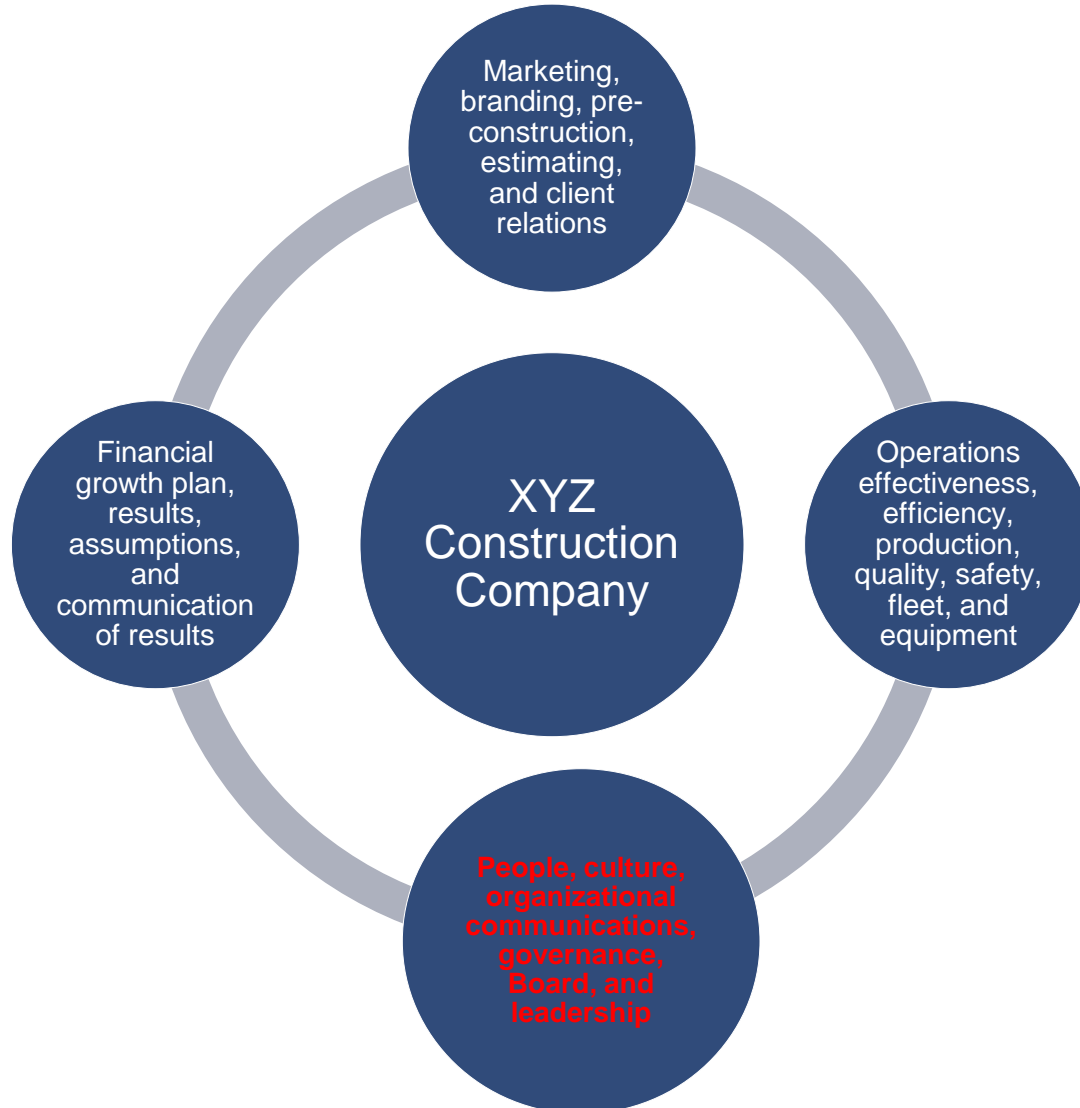 Marketing,
branding, pre-
construction,
estimating,
and client
relations
Financial
growth plan,
results,
assumptions,
and
communication
of results
XYZ
Construction
Company
Operations
effectiveness,
efficiency,
production,
quality, safety,
fleet, and
equipment
People, culture,
organizational
communications,
governance,
Board, and
leadership